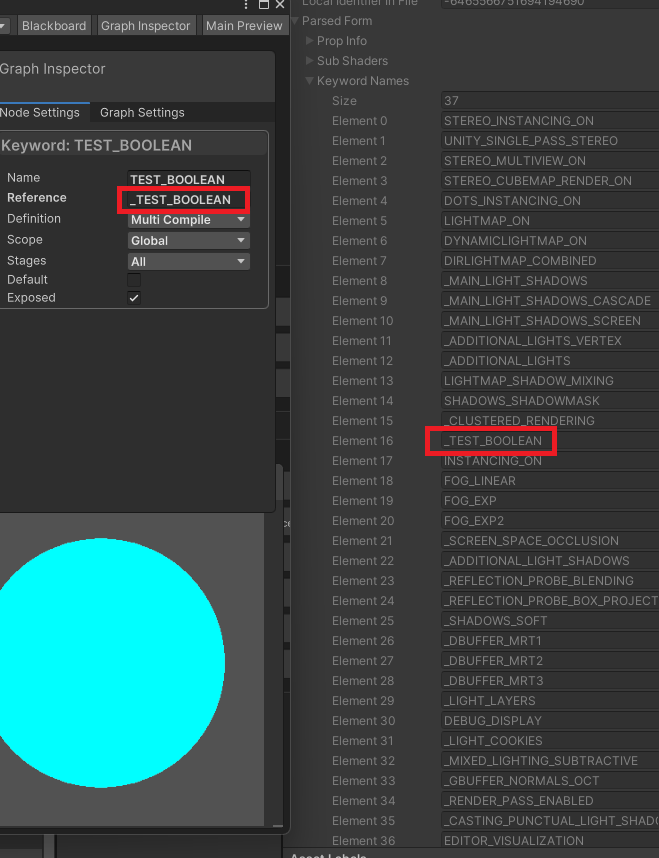 Blackboard
Graph Inspector
Main Preview
Graph Inspector
Node Settings
Graph Settings
Keyword: TEST_BOOLEAN
Name
TEST_BOOLEAN
Reference
_TEST_BOOLEAN
Definition
Multi Compile
Scope
Global
Stages
All
Default
Exposed
Local Identifier In File
-6465566751694194690
Parsed Form
Prop Info
Sub Shaders
Keyword Names
Size 37
Element 0 STEREO_INSTANCING_ON
Element 1 UNITY_SINGLE_PASS_STEREO
Element 2 STEREO_MULTIVIEW_ON
Element 3 STEREO_CUBEMAP_RENDER_ON
Element 4 DOTS_INSTANCING_ON
Element 5 LIGHTMAP_ON
Element 6 DYNAMICLIGHTMAP_ON
Element 7 DIRLIGHTMAP_COMBINED
Element 8 _MAIN_LIGHT_SHADOWS
Element 9 _MAIN_LIGHT_SHADOWS_CASCADE
Element 10 _MAIN_LIGHT_SHADOWS_SCREEN
Element 11 _ADDITIONAL_LIGHTS_VERTEX
Element 12 _ADDITIONAL_LIGHTS
Element 13 LIGHTMAP_SHADOW_MIXING
Element 14 SHADOWS_SHADOWMASK
Element 15 _CLUSTERED_RENDERING
Element 16 _TEST_BOOLEAN
Element 17 INSTANCING_ON
Element 18 FOG_LINEAR
Element 19 FOG_EXP
Element 20 FOG_EXP2
Element 21 _SCREEN_SPACE_OCCLUSION
Element 22 _ADDITIONAL_LIGHT_SHADOWS
Element 23 _REFLECTION_PROBE_BLENDING
Element 24 _REFLECTION_PROBE_BOX_PROJECT
Element 25 _SHADOWS_SOFT
Element 26 _DBUFFER_MRT1
Element 27 _DBUFFER_MRT2
Element 28 _DBUFFER_MRT3
Element 29 _LIGHT_LAYERS
Element 30 DEBUG_DISPLAY
Element 31 _LIGHT_COOKIES
Element 32 _MIXED_LIGHTING_SUBTRACTIVE
Element 33 _GBUFFER_NORMALS_OCT
Element 34 _RENDER_PASS_ENABLED
Element 35 _CASTING_PUNCTUAL_LIGHT_SHAD
Element 36 EDITOR_VISUALIZATION
Asset Labels